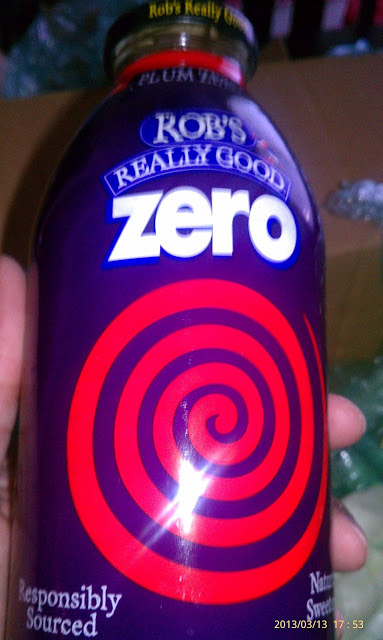 Rob's Really
PLUM
ROB'S
REALLY GOOD
zero
Responsibly
Sourced
2013/03/13 17:53